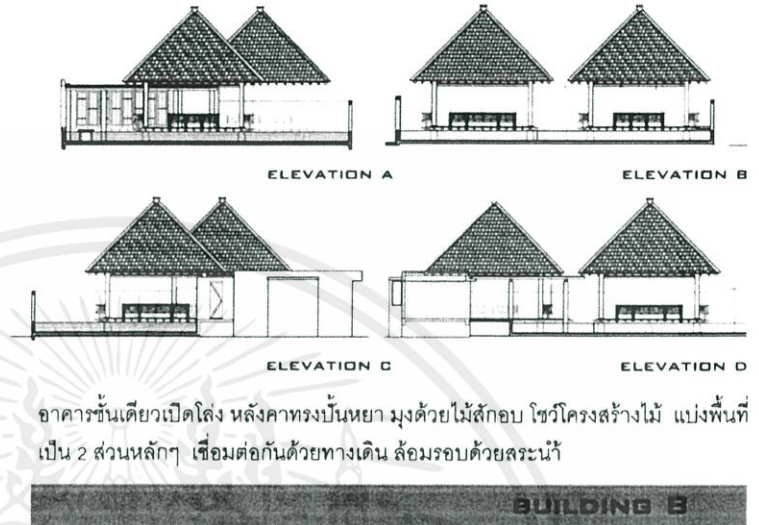 ELEVATION A
ELEVATION B
ELEVATION C
ELEVATION D
อาคารชั้นเดียวเปิดโล่ง หลังคาทรงปั้นหยา มุงด้วยไม้สักอบ โชว์โครงสร้างไม้ แบ่งพื้นที่
เป็น 2 ส่วนหลักๆ เชื่อมต่อกันด้วยทางเดิน ล้อมรอบด้วยสระน้ำ
BUILDING B